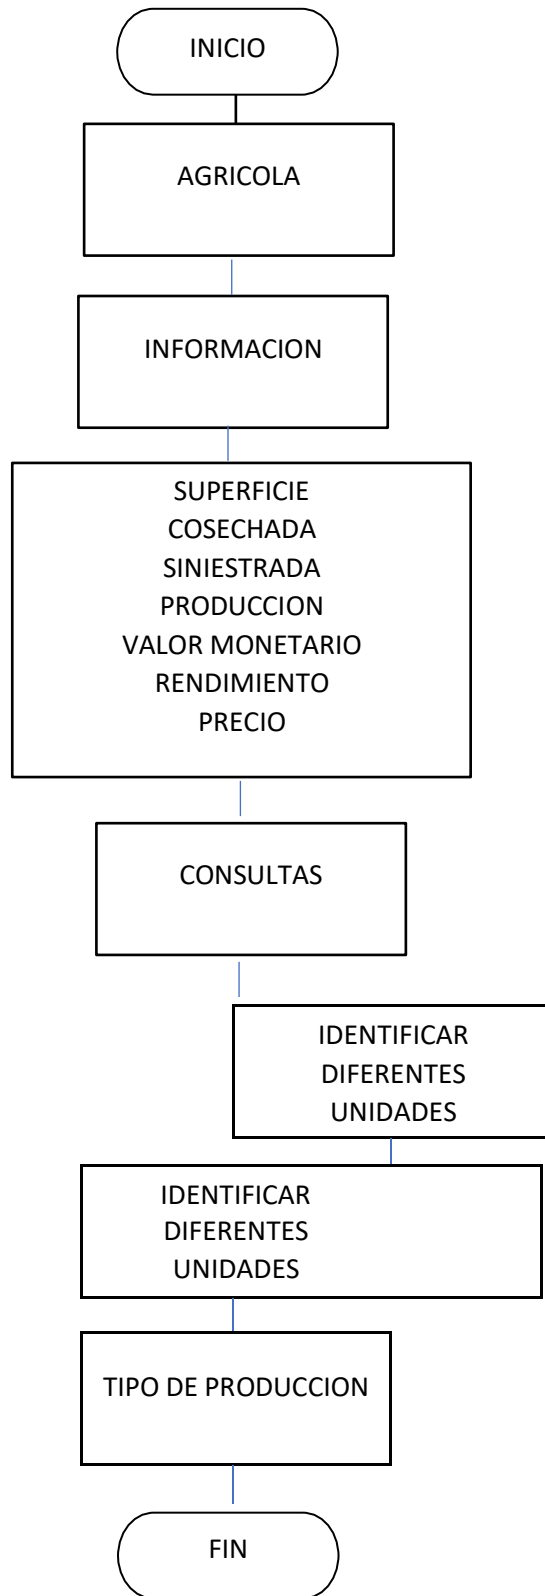 INICIO
AGRICOLA
INFORMACION
SUPERFICIE
COSECHADA
SINIESTRADA
PRODUCCION
VALOR MONETARIO
RENDIMIENTO
PRECIO
CONSULTAS
IDENTIFICAR
DIFERENTES
UNIDADES
IDENTIFICAR
DIFERENTES
UNIDADES
TIPO DE PRODUCCION
FIN